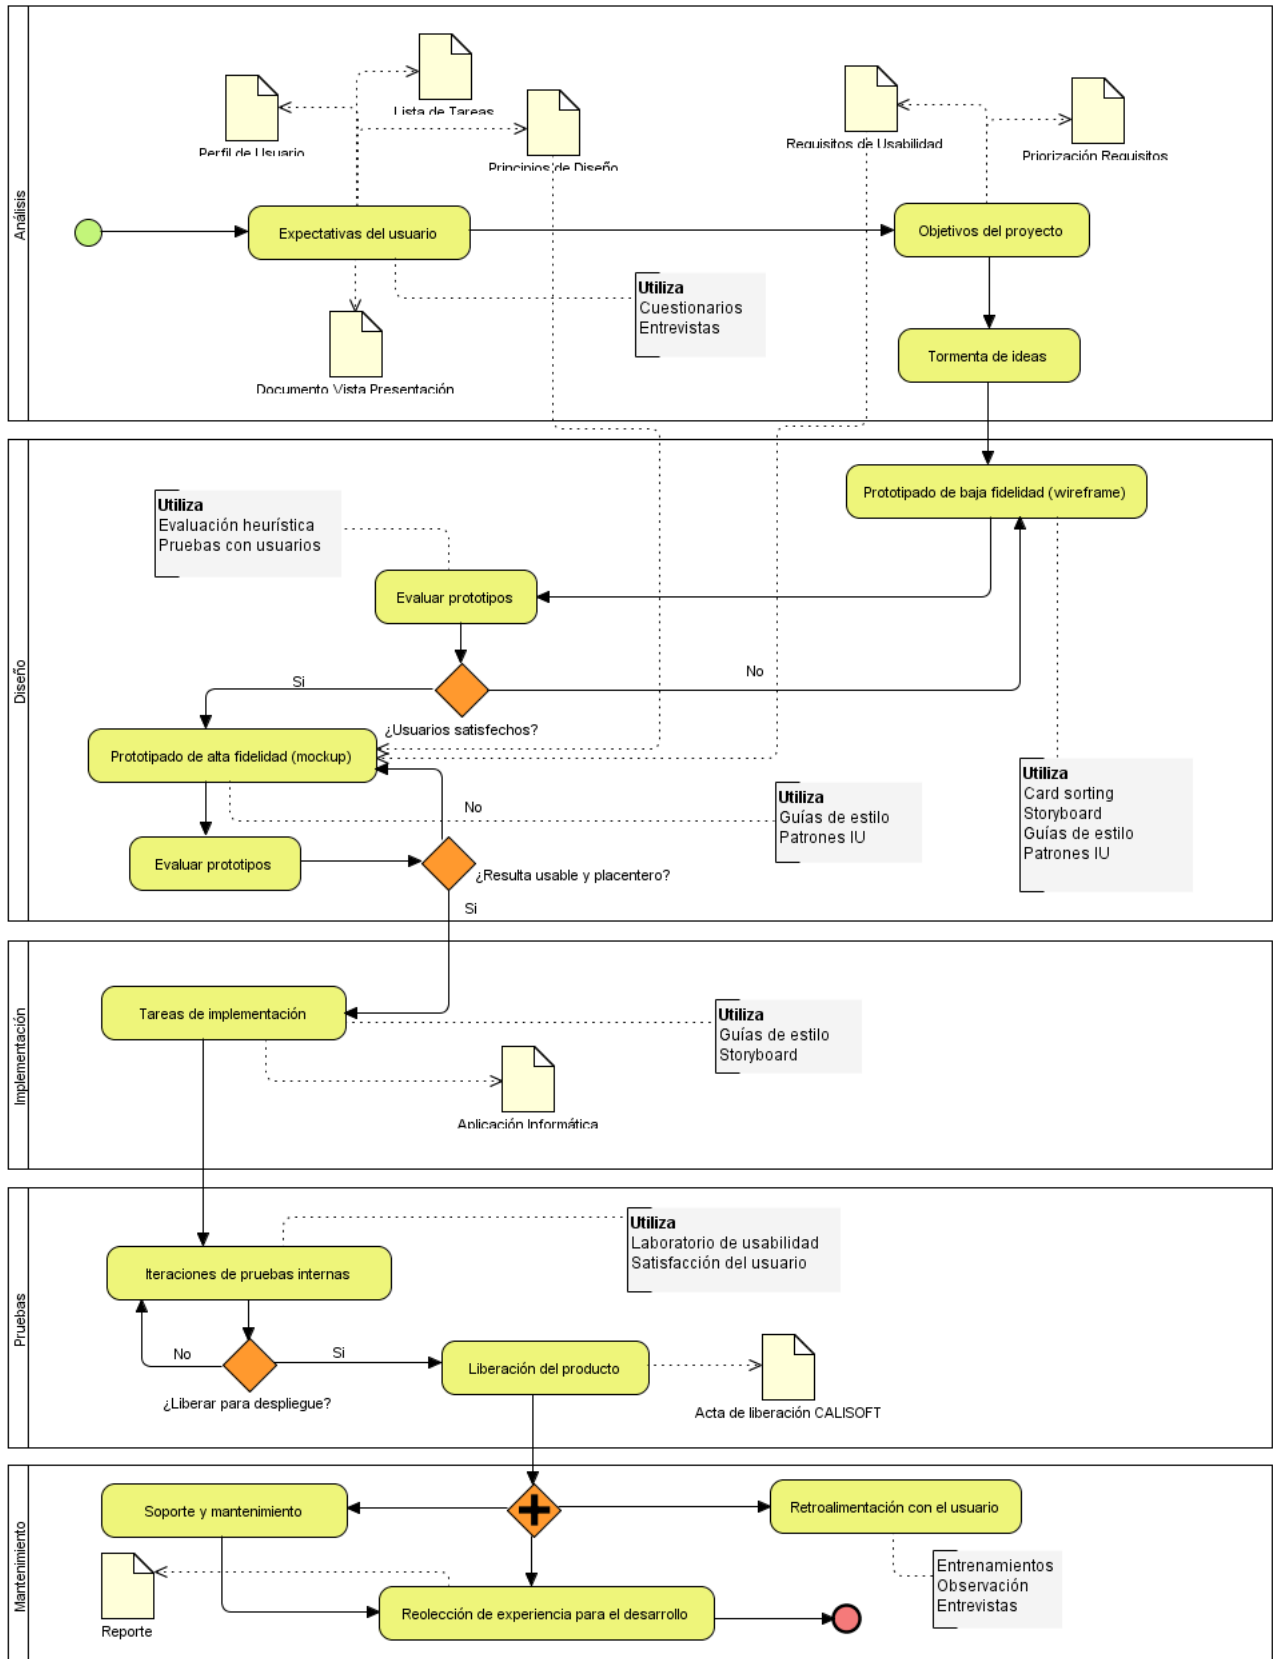 Análisis
Lista de Tareas
Perfil de Usuario
Principios de Diseño
Requisitos de Usabilidad
Priorización Requisitos
Expectativas del usuario
Objetivos del proyecto
Utiliza
Cuestionarios
Entrevistas
Documento Vista Presentación
Tormenta de ideas
Diseño
Prototipado de baja fidelidad (wireframe)
Utiliza
Evaluación heurística
Pruebas con usuarios
Evaluar prototipos
Si
No
¿Usuarios satisfechos?
Prototipado de alta fidelidad (mockup)
Utiliza
Card sorting
Storyboard
Guías de estilo
Patrones IU
Utiliza
Guías de estilo
Patrones IU
No
Evaluar prototipos
¿Resulta usable y placentero?
Si
Implementación
Tareas de implementación
Utiliza
Guías de estilo
Storyboard
Aplicación Informática
Pruebas
Utiliza
Laboratorio de usabilidad
Satisfacción del usuario
Iteraciones de pruebas internas
No
Si
Liberación del producto
¿Liberar para despliegue?
Acta de liberación CALISOFT
Mantenimiento
Soporte y mantenimiento
Retroalimentación con el usuario
Entrenamientos
Observación
Entrevistas
Reolección de experiencia para el desarrollo
Reporte